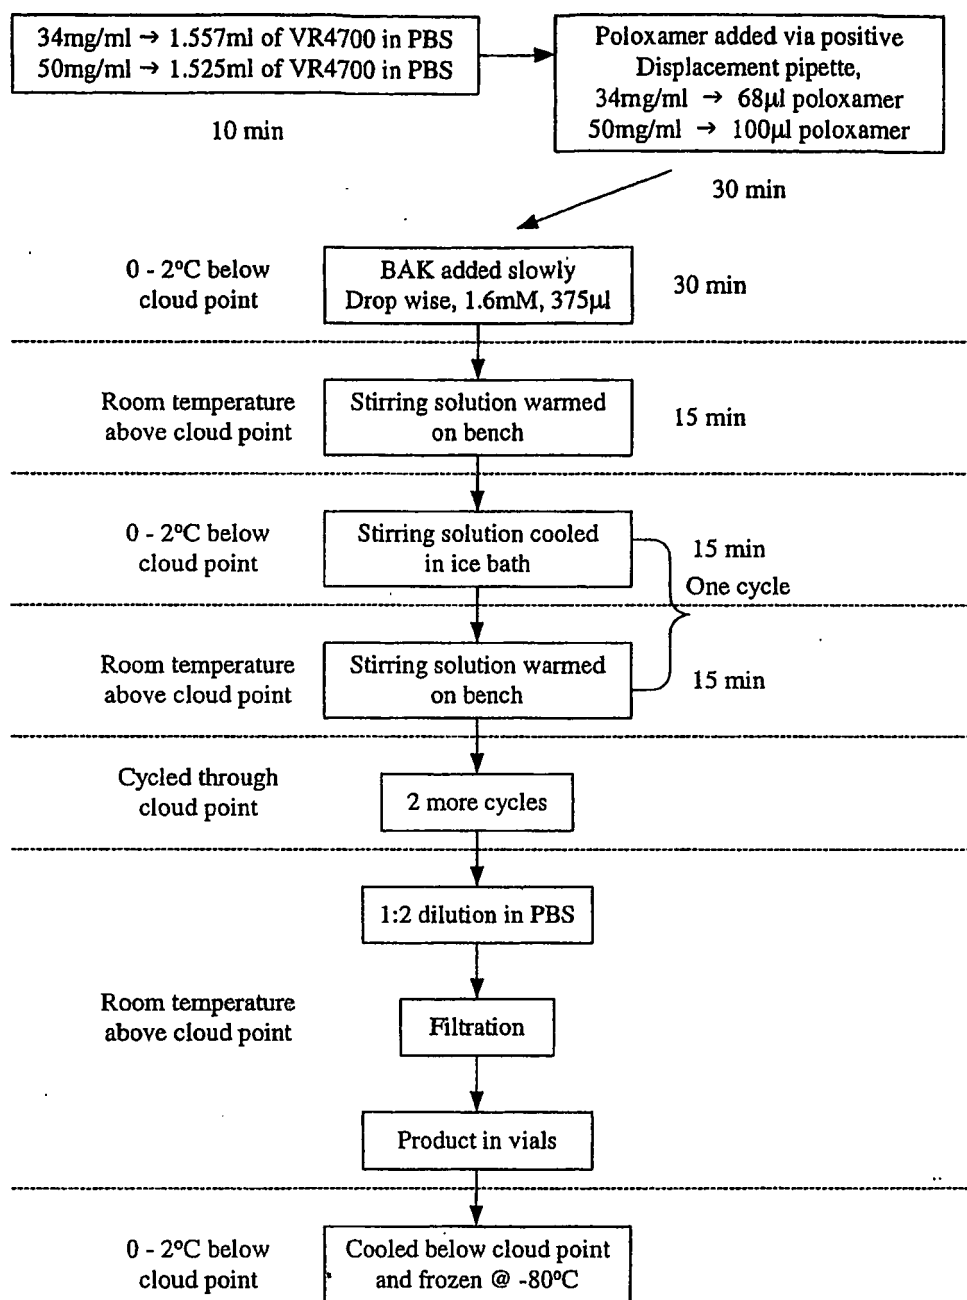 34mg/ml → 1.557ml of VR4700 in PBS
50mg/ml → 1.525ml of VR4700 in PBS
Poloxamer added via positive
Displacement pipette,
34mg/ml → 68µl poloxamer
50mg/ml → 100µl poloxamer
10 min
30 min
0 - 2ºC below
cloud point
BAK added slowly
Drop wise, 1.6mM, 375µl
30 min
Room temperature
above cloud point
Stirring solution warmed
on bench
15 min
0 - 2ºC below
cloud point
Stirring solution cooled
in ice bath
15 min
One cycle
Room temperature
above cloud point
Stirring solution warmed
on bench
15 min
Cycled through
cloud point
2 more cycles
1:2 dilution in PBS
Room temperature
above cloud point
Filtration
Product in vials
0 - 2ºC below
cloud point
Cooled below cloud point
and frozen @ -80ºC